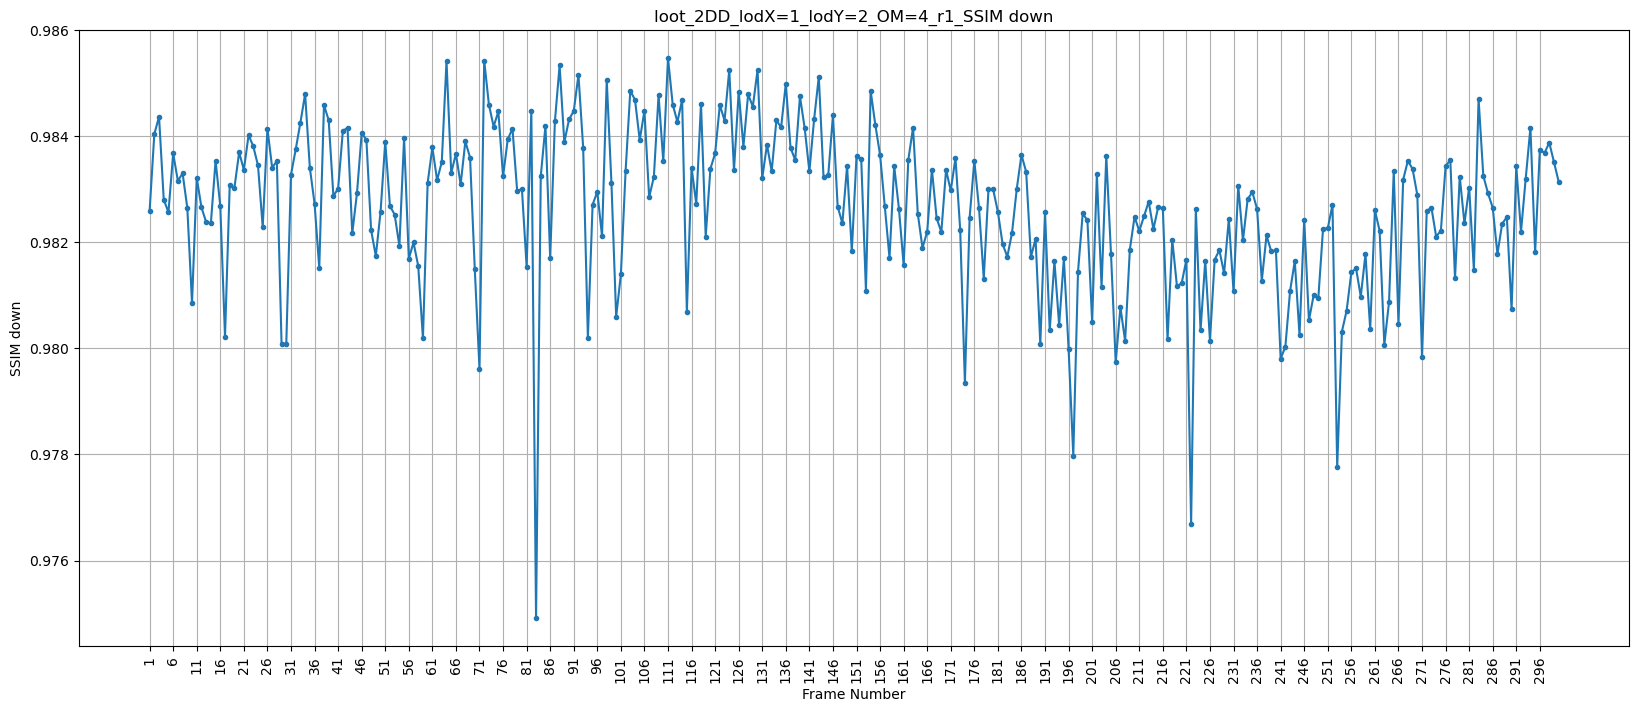 loot_2DD_lodX=1_lodY=2_OM=4_r1_SSIM down
0.986
0.984
0.982
0.980
0.978
0.976
SSIM down
1 6 11 16 21 26 31 36 41 46 51 56 61 66 71 76 81 86 91 96 101 106 111 116 121 126 131 136 141 146 151 156 161 166 171 176 181 186 191 196 201 206 211 216 221 226 231 236 241 246 251 256 261 266 271 276 281 286 291 296
Frame Number